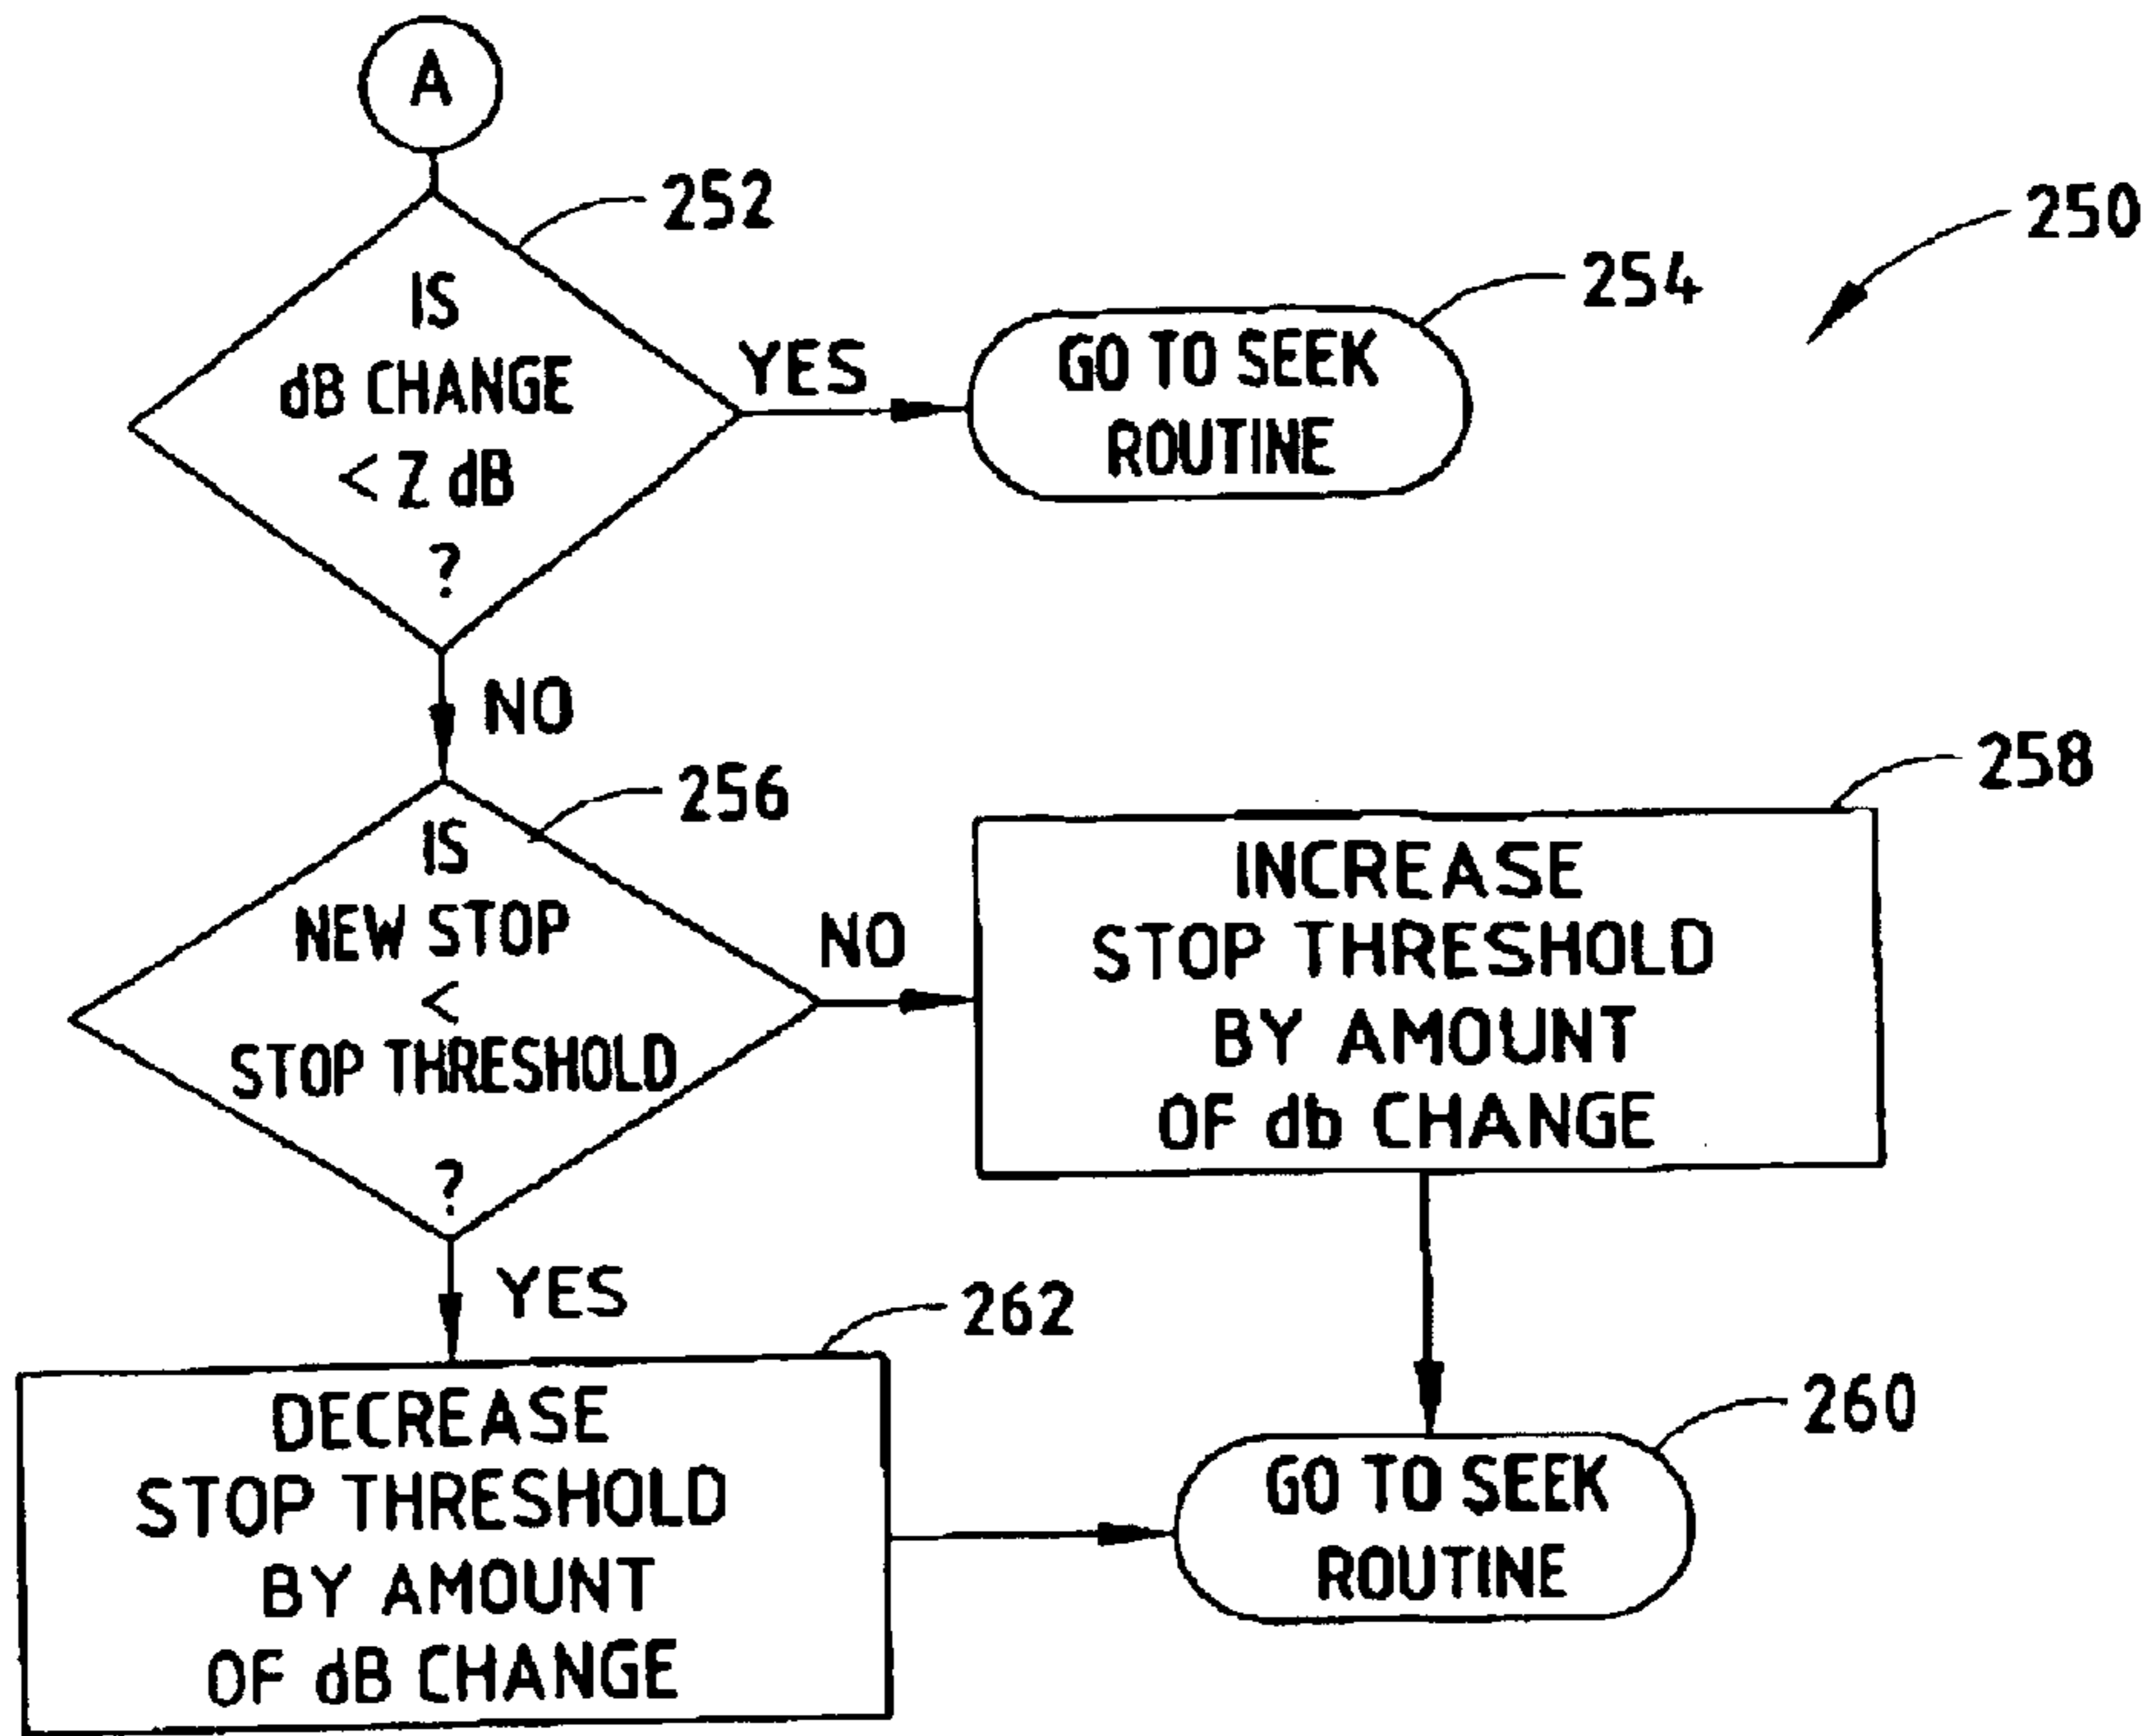 A
252
250
IS
dB CHANGE
< Z dB
?
YES
254
GO TO SEEK
ROUTINE
NO
256
258
IS
NEW STOP
<
STOP THRESHOLD
?
NO
INCREASE
STOP THRESHOLD
BY AMOUNT
OF db CHANGE
YES
262
DECREASE
STOP THRESHOLD
BY AMOUNT
OF dB CHANGE
260
GO TO SEEK
ROUTINE